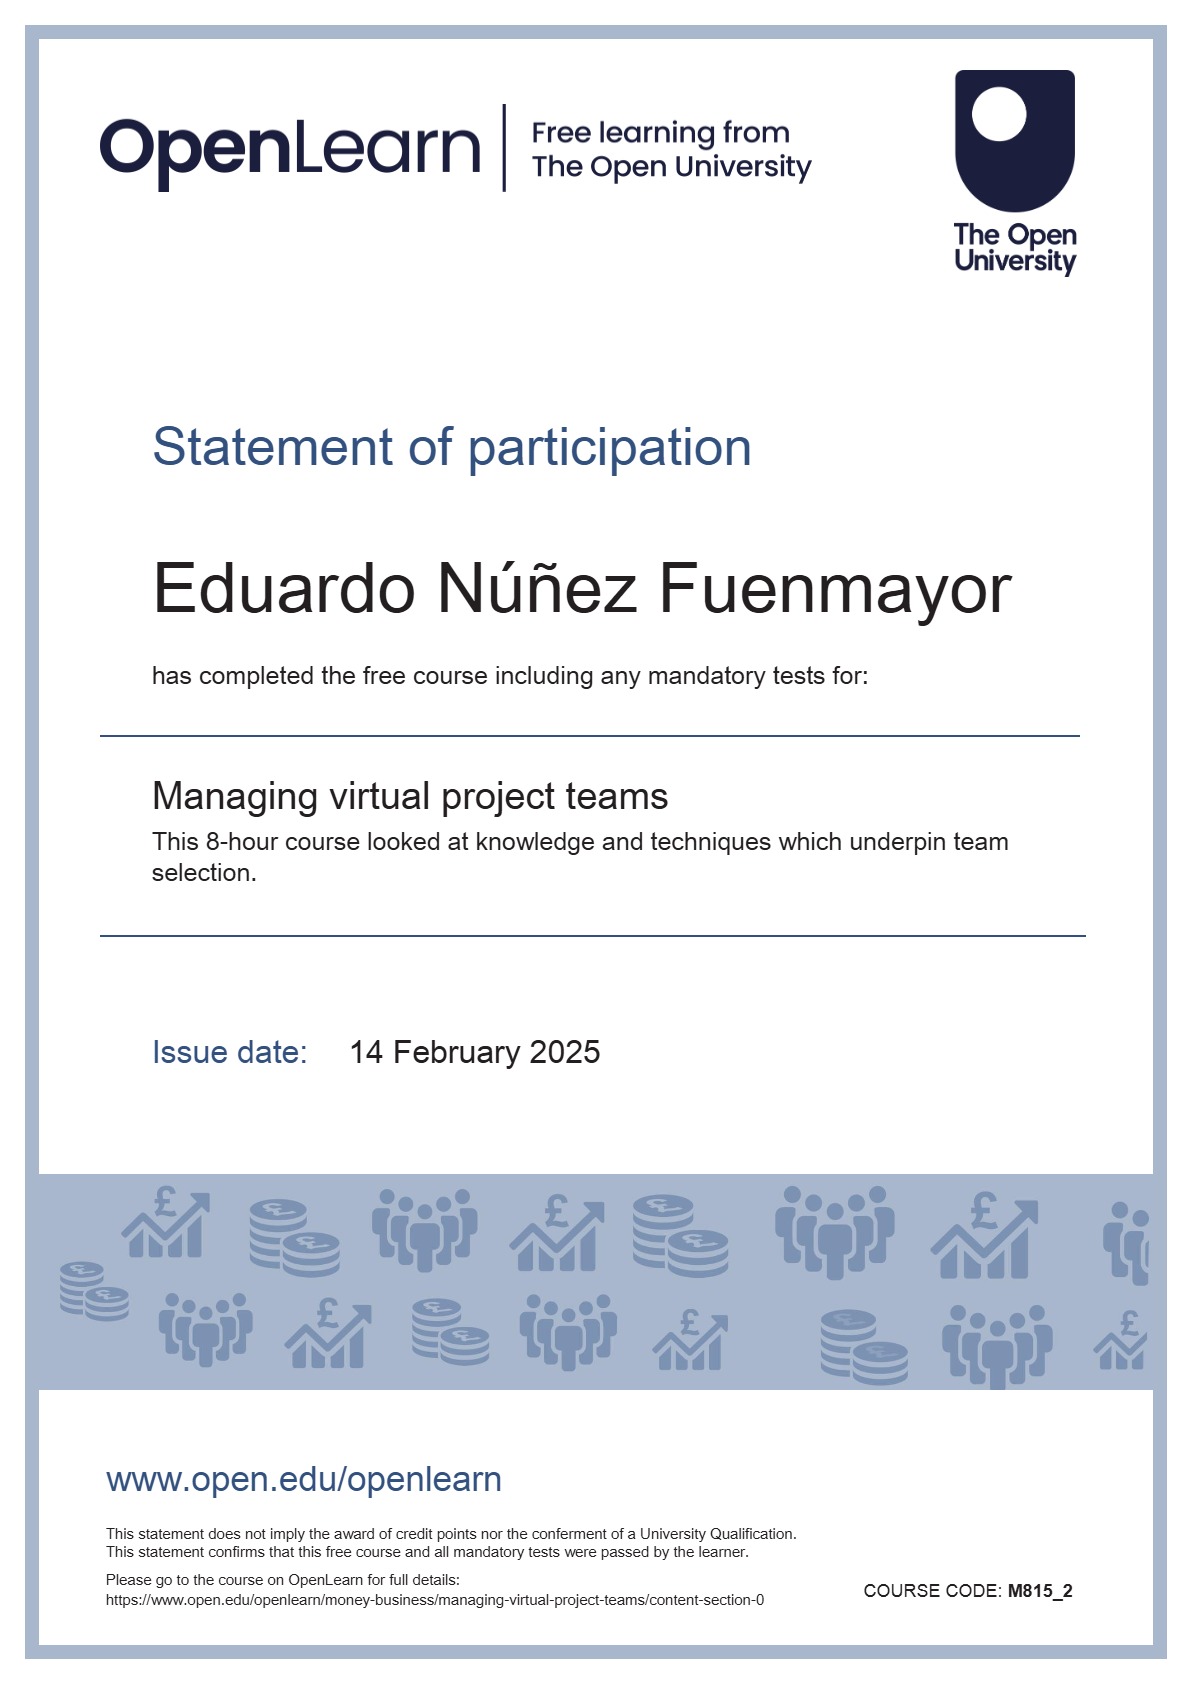 OpenLearn
Free learning from
The Open University
The Open
University
Statement of participation
Eduardo Núñez Fuenmayor
has completed the free course including any mandatory tests for:
Managing virtual project teams
This 8-hour course looked at knowledge and techniques which underpin team
selection.
Issue date: 14 February 2025
www.open.edu/openlearn
This statement does not imply the award of credit points nor the conferment of a University Qualification.
This statement confirms that this free course and all mandatory tests were passed by the learner.
Please go to the course on OpenLearn for full details:
https://www.open.edu/openlearn/money-business/managing-virtual-project-teams/content-section-0
COURSE CODE: M815_2